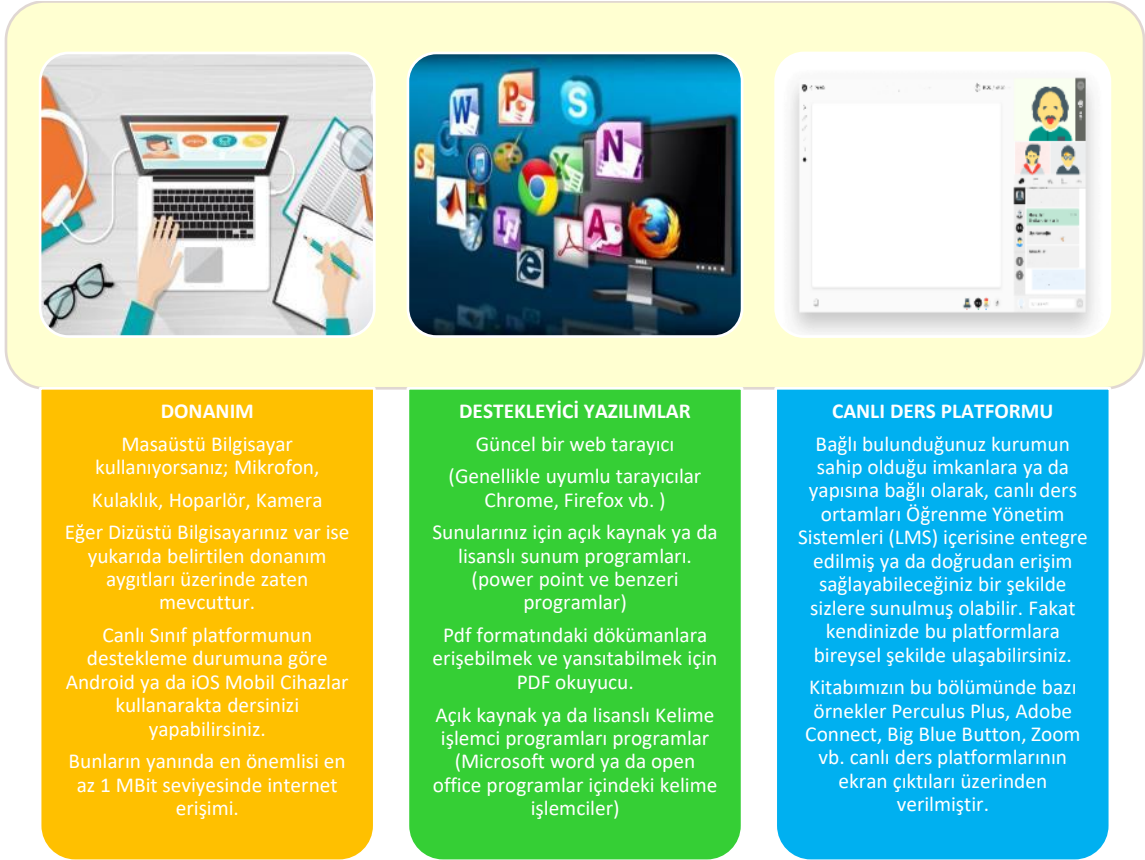 DONANIM
Masaüstü Bilgisayar
kullanıyorsanız; Mikrofon,
Kulaklık, Hoparlör, Kamera
Eğer Dizüstü Bilgisayarınız var ise
yukarıda belirtilen donanım
aygıtları üzerinde zaten
mevcuttur.
Canlı Sınıf platformunun
destekleme durumuna göre
Android ya da iOS Mobil Cihazlar
kullanarakta dersinizi
yapabilirsiniz.
Bunların yanında en önemlisi en
az 1 MBit seviyesinde internet
erişimi.
DESTEKLEYİCİ YAZILIMLAR
Güncel bir web tarayıcı
(Genellikle uyumlu tarayıcılar
Chrome, Firefox vb. )
Sunularınız için açık kaynak ya da
lisanslı sunum programları.
(power point ve benzeri
programlar)
Pdf formatındaki dökümanlara
erişebilmek ve yansıtabilmek için
PDF okuyucu.
Açık kaynak ya da lisanslı Kelime
işlemci programları programlar
(Microsoft word ya da open
office programlar içindeki kelime
işlemciler)
CANLI DERS PLATFORMU
Bağlı bulunduğunuz kurumun
sahip olduğu imkanlara ya da
yapısına bağlı olarak, canlı ders
ortamları Öğrenme Yönetim
Sistemleri (LMS) içerisine entegre
edilmiş ya da doğrudan erişim
sağlayabileceğiniz bir şekilde
sizlere sunulmuş olabilir. Fakat
kendinizde bu platformlara
bireysel şekilde ulaşabilirsiniz.
Kitabımızın bu bölümünde bazı
örnekler Perculus Plus, Adobe
Connect, Big Blue Button, Zoom
vb. canlı ders platformlarının
ekran çıktıları üzerinden
verilmiştir.